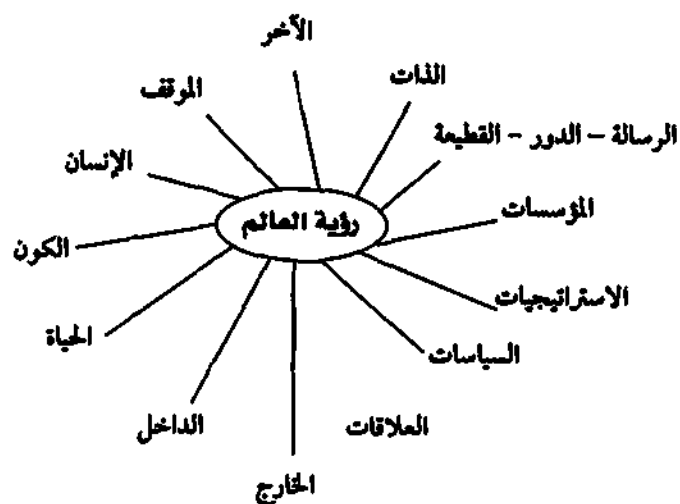 الآخر
الذات
الموقف
الرسالة – الدور – القطيعة
الإنسان
المؤسسات
رؤية العالم
الكون
الاستراتيجيات
الحياة
السياسات
الداخل
العلاقات
الخارج